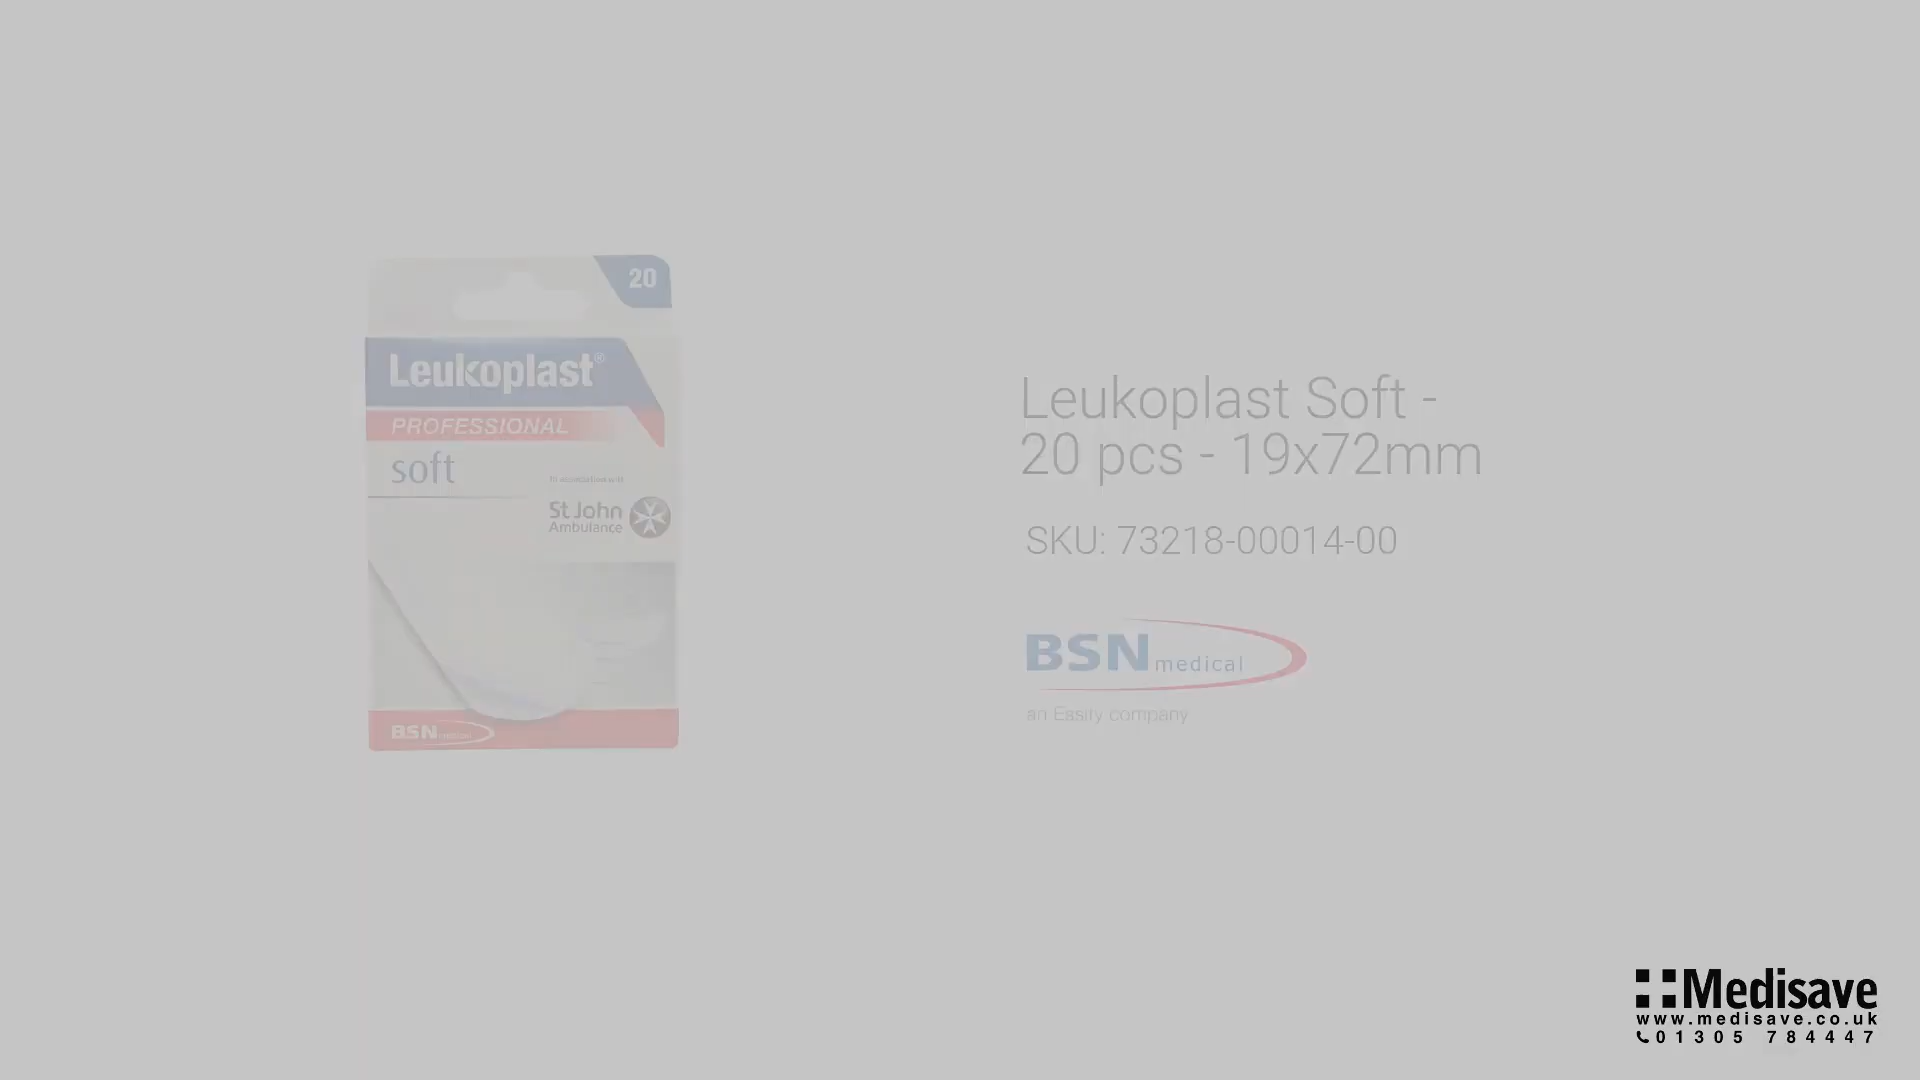 20
Leukoplast®
PROFESSIONAL
soft
St John
Ambulance
BSN medical
Leukoplast Soft -
20 pcs - 19x72mm
SKU: 73218-00014-00
BSN medical
an Essity company
Medisave
www.medisave.co.uk
01305 784447